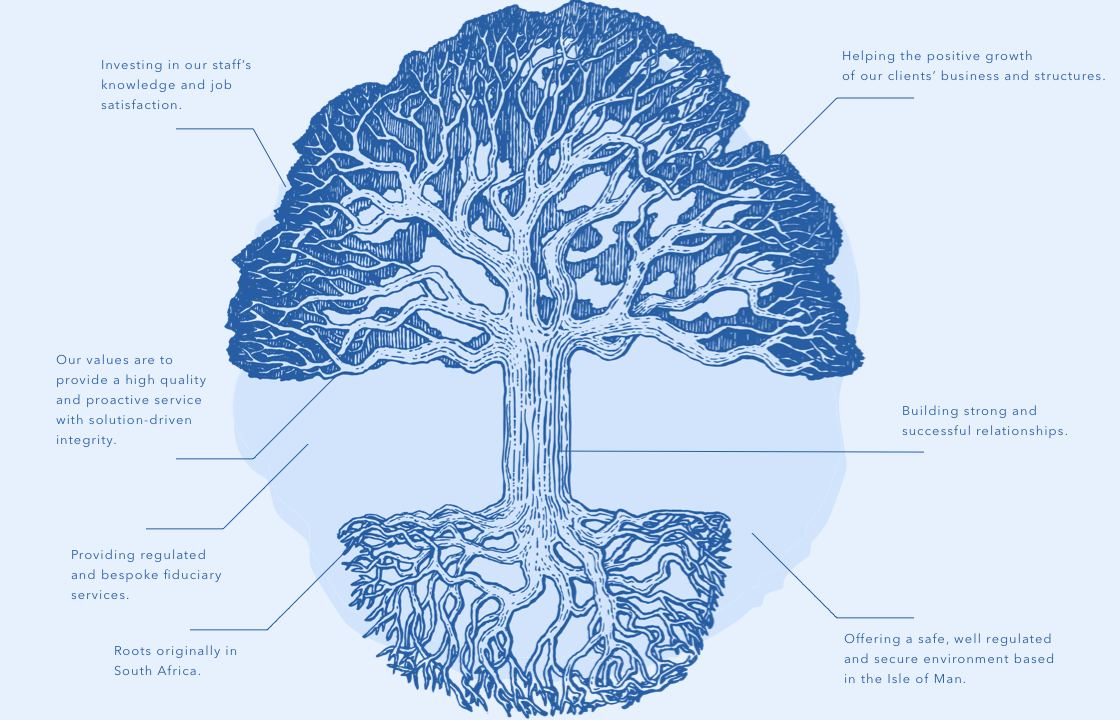 Investing in our staff’s
knowledge and job
satisfaction.
Helping the positive growth
of our clients’ business and structures.
Our values are to
provide a high quality
and proactive service
with solution-driven
integrity.
Building strong and
successful relationships.
Providing regulated
and bespoke fiduciary
services.
Roots originally in
South Africa.
Offering a safe, well regulated
and secure environment based
in the Isle of Man.